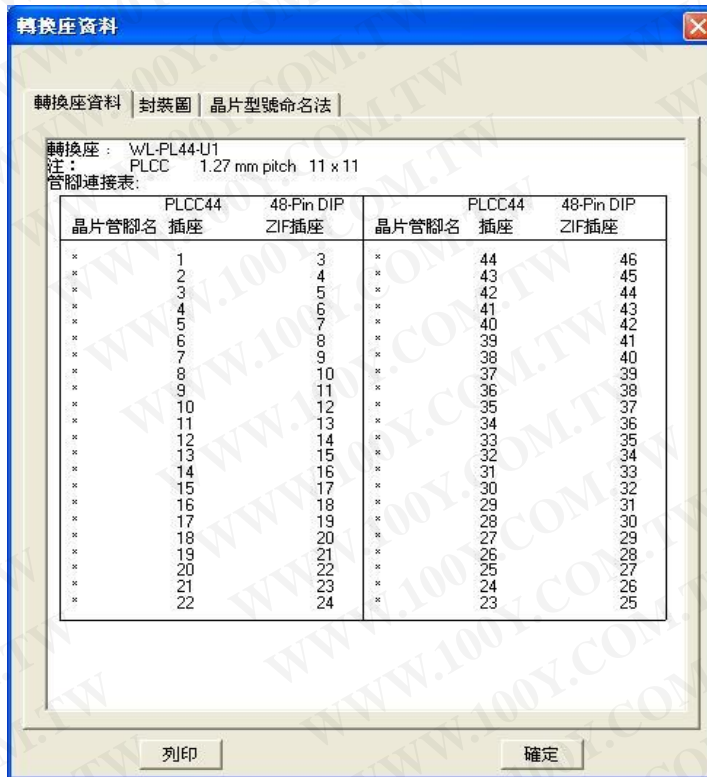 轉換座資料
轉換座資料 封裝圖 晶片型號命名法
轉換座： WL-PL44-U1
注： PLCC 1.27 mm pitch 11 x 11
管腳連接表:
PLCC44 48-Pin DIP PLCC44 48-Pin DIP
晶片管腳名 插座 ZIF插座 晶片管腳名 插座 ZIF插座
* 1 3 * 44 46
* 2 4 * 43 45
* 3 5 * 42 44
* 4 6 * 41 43
* 5 7 * 40 42
* 6 8 * 39 41
* 7 9 * 38 40
* 8 10 * 37 39
* 9 11 * 36 38
* 10 12 * 35 37
* 11 13 * 34 36
* 12 14 * 33 35
* 13 15 * 32 34
* 14 16 * 31 33
* 15 17 * 30 32
* 16 18 * 29 31
* 17 19 * 28 30
* 18 20 * 27 29
* 19 21 * 26 28
* 20 22 * 25 27
* 21 23 * 24 26
* 22 24 * 23 25
列印 確定
WWW.100Y.COM.TW